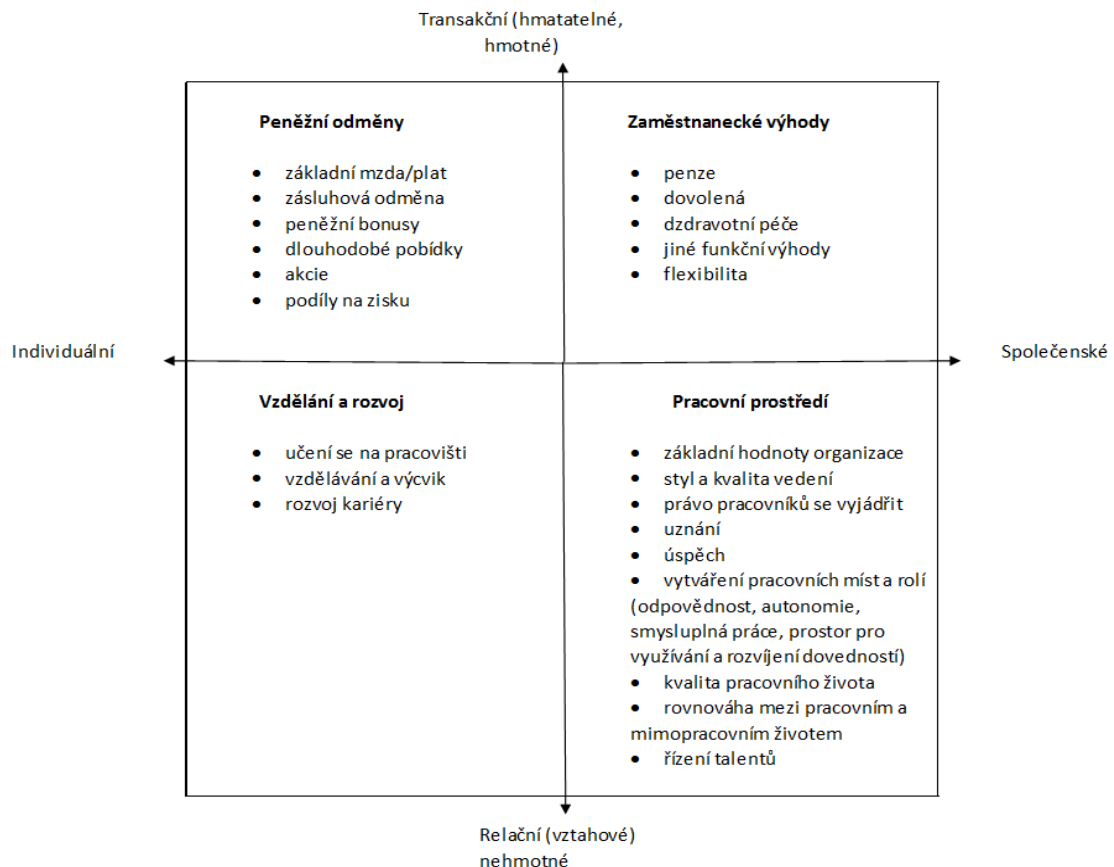 Transakční (hmatatelné,
hmotné)
Peněžní odměny
• základní mzda/plat
• zásluhová odměna
• peněžní bonusy
• dlouhodobé pobídky
• akcie
• podíly na zisku
Zaměstnanecké výhody
• penze
• dovolená
• dzdravotní péče
• jiné funkční výhody
• flexibilita
Individuální
Společenské
Vzdělání a rozvoj
• učení se na pracovišti
• vzdělávání a výcvik
• rozvoj kariéry
Pracovní prostředí
• základní hodnoty organizace
• styl a kvalita vedení
• právo pracovníků se vyjádřit
• uznání
• úspěch
• vytváření pracovních míst a rolí
(odpovědnost, autonomie,
smysluplná práce, prostor pro
využívání a rozvíjení dovedností)
• kvalita pracovního života
• rovnováha mezi pracovním a
mimopracovním životem
• řízení talentů
Relační (vztahové)
nehmotné